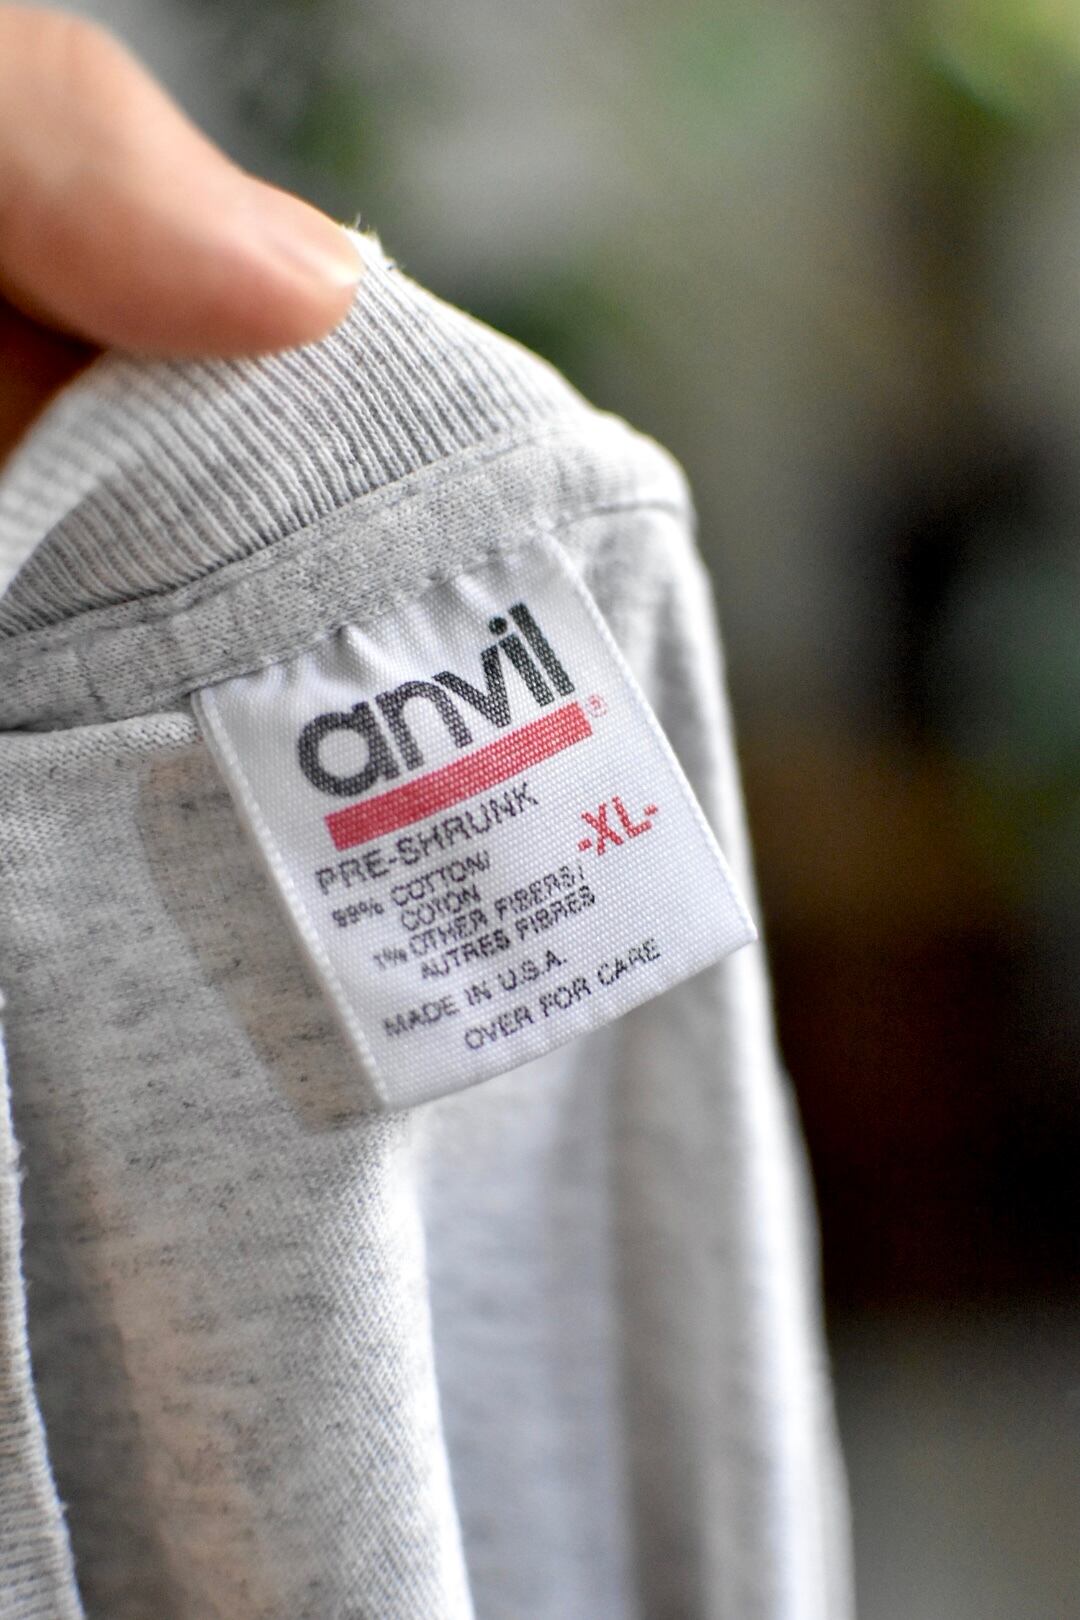 anvil®
PRE-SHRUNK
-XL-
99% COTTON/
COTON
1% OTHER FIBERS/
AUTRES FIBRES
MADE IN U.S.A.
OVER FOR CARE